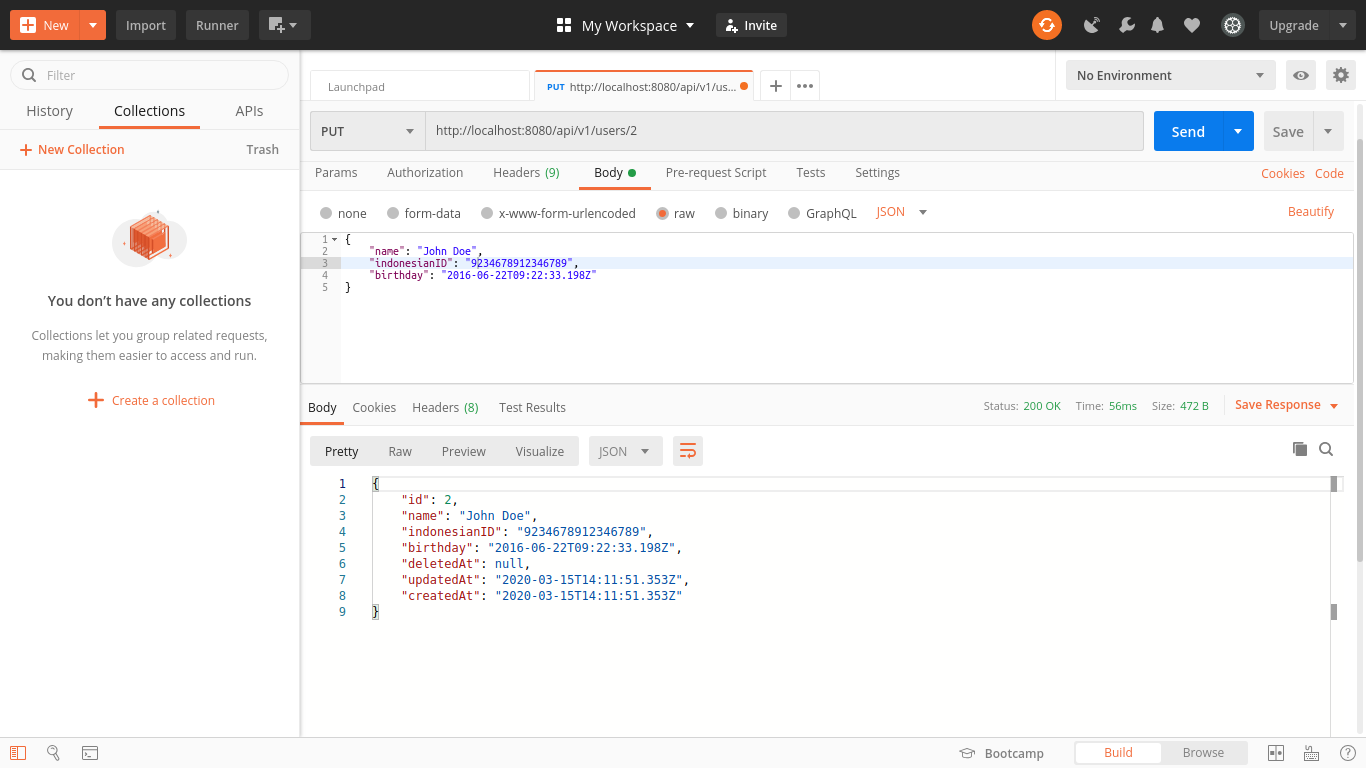 New Import Runner My Workspace Invite Upgrade
Filter
History Collections APIs
New Collection Trash
You don’t have any collections
Collections let you group related requests,
making them easier to access and run.
Create a collection
Launchpad PUT http://localhost:8080/api/v1/us... No Environment
PUT http://localhost:8080/api/v1/users/2 Send Save
Params Authorization Headers (9) Body Pre-request Script Tests Settings Cookies Code
none form-data x-www-form-urlencoded raw binary GraphQL JSON Beautify
1 {
2 "name": "John Doe",
3 "indonesianID": "9234678912346789",
4 "birthday": "2016-06-22T09:22:33.198Z"
5 }
Body Cookies Headers (8) Test Results Status: 200 OK Time: 56ms Size: 472 B Save Response
Pretty Raw Preview Visualize JSON
1 {
2 "id": 2,
3 "name": "John Doe",
4 "indonesianID": "9234678912346789",
5 "birthday": "2016-06-22T09:22:33.198Z",
6 "deletedAt": null,
7 "updatedAt": "2020-03-15T14:11:51.353Z",
8 "createdAt": "2020-03-15T14:11:51.353Z"
9 }
Bootcamp Build Browse